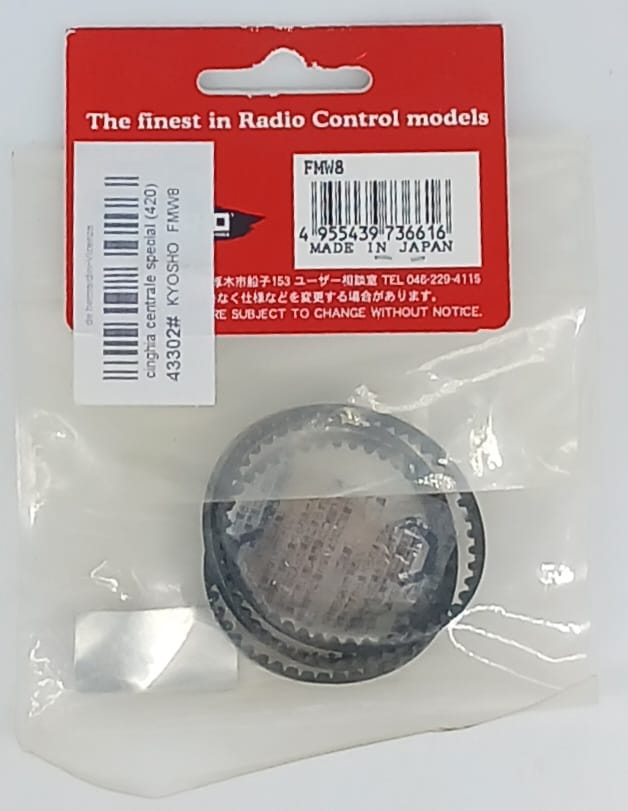 The finest in Radio Control models
FMW8
4 955439 736616
MADE IN JAPAN
厚木市船子153 ユーザー相談室 TEL 046-229-4115
なく仕様などを変更する場合があります。
RE SUBJECT TO CHANGE WITHOUT NOTICE.
cinghia centrale special (420)
43302# KYOSHO FMW8